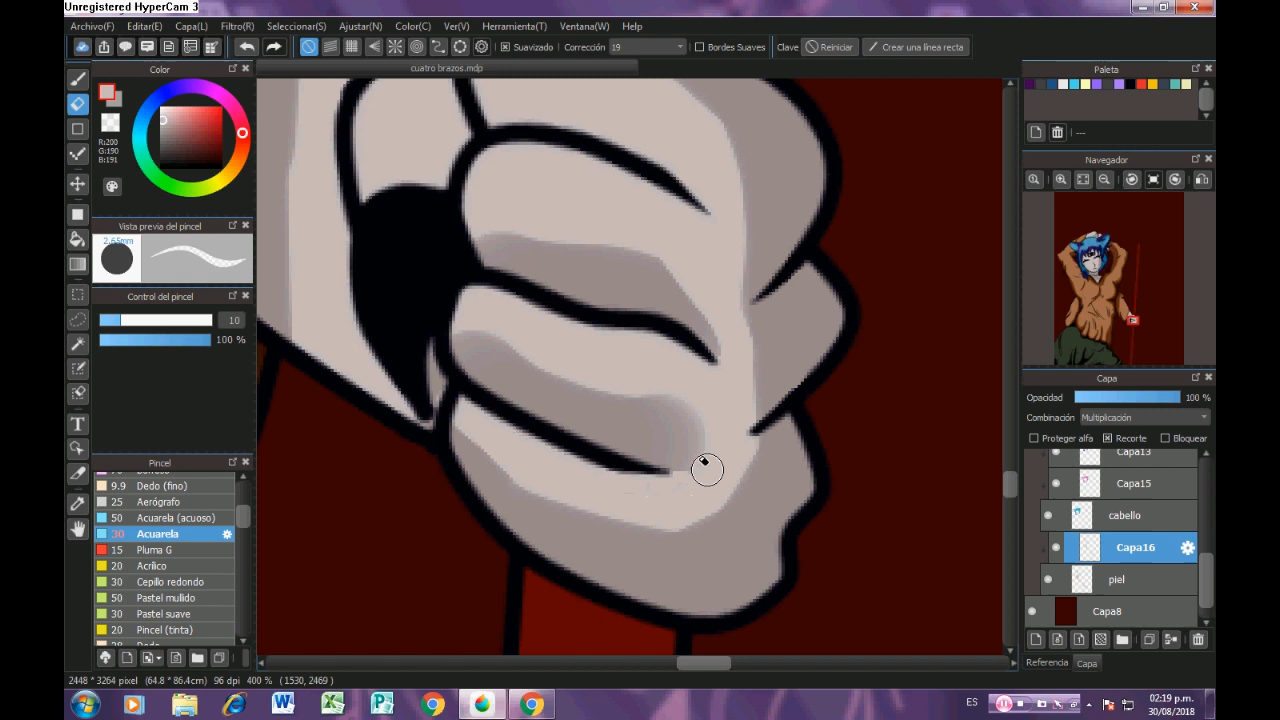 Unregistered HyperCam 3
Archivo(F) Editar(E) Capa(L) Filtro(R) Seleccionar(S) Ajustar(N) Color(C) Ver(V) Herramienta(T) Ventana(W) Help
Suavizado Corrección 19 Bordes Suaves Clave Reiniciar Crear una línea recta
Color
cuatro brazos.mdp
Paleta
R:200
G:190
B:191
---
Navegador
Vista previa del pincel
2.65mm
Control del pincel
10
100 %
Capa
Opacidad 100 %
Combinación Multiplicación
Proteger alfa Recorte Bloquear
Capa13
Capa15
cabello
Capa16
piel
Capa8
Referencia Capa
Pincel
9.9 Dedo (fino)
25 Aerógrafo
50 Acuarela (acuoso)
30 Acuarela
15 Pluma G
20 Acrílico
30 Cepillo redondo
50 Pastel mullido
30 Pastel suave
20 Pincel (tinta)
2448 * 3264 pixel (64.8 * 86.4cm) 96 dpi 400 % ( 1530, 2469 )
ES
02:19 p.m.
30/08/2018